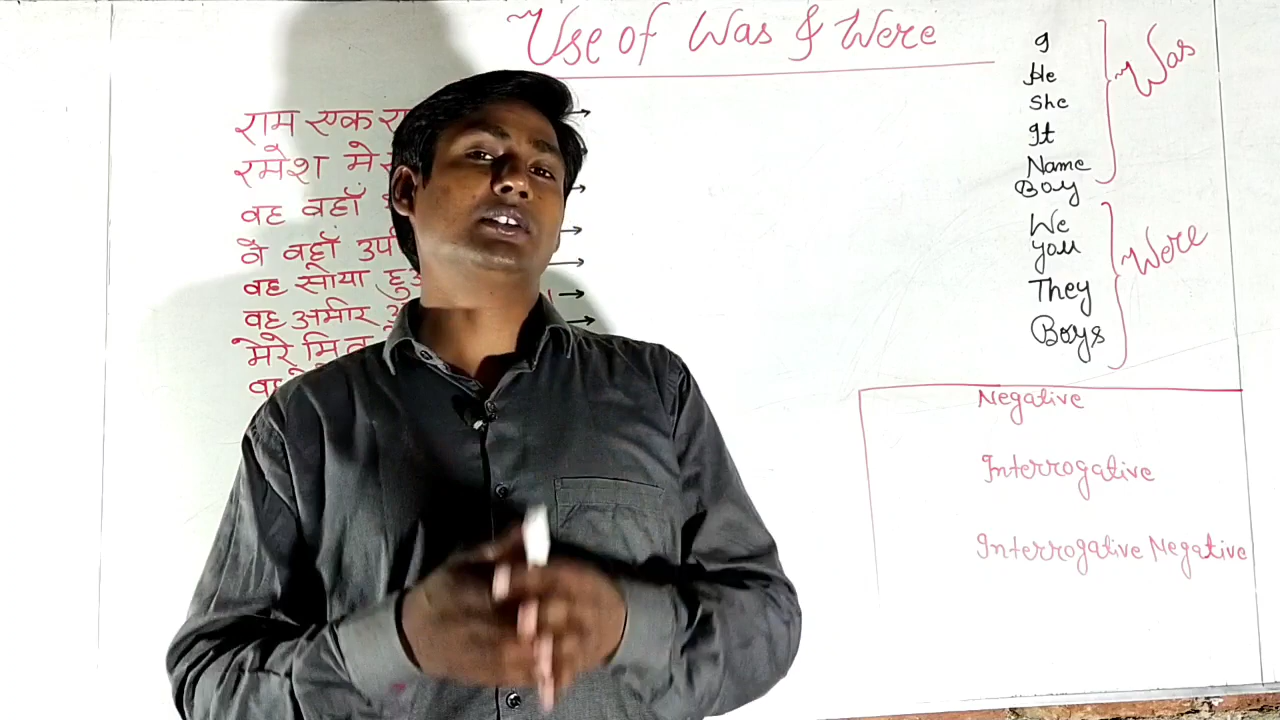 Use of Was & Were
राम एक
रमेश
वह वहाँ
वे वहाँ
वह सोया
वह अमीर
मेरे मित्र
वह
I
He
She
It
Name
Boy
Was
We
you
They
Boys
Were
Negative
Interrogative
Interrogative Negative